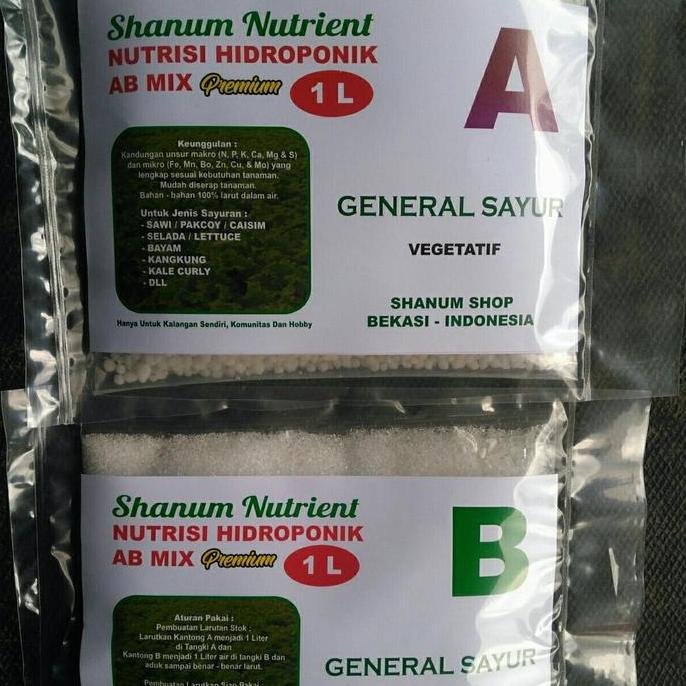 Shanum Nutrient
NUTRISI HIDROPONIK
AB MIX Premium 1 L
A
Keunggulan :
Kandungan unsur makro (N, P, K, Ca, Mg & S)
dan mikro (Fe, Mn, Bo, Zn, Cu, & Mo) yang
lengkap sesuai kebutuhan tanaman.
Mudah diserap tanaman.
Bahan - bahan 100% larut dalam air.
Untuk Jenis Sayuran :
- SAWI / PAKCOY / CAISIM
- SELADA / LETTUCE
- BAYAM
- KANGKUNG
- KALE CURLY
- DLL
Hanya Untuk Kalangan Sendiri, Komunitas Dan Hobby
GENERAL SAYUR
VEGETATIF
SHANUM SHOP
BEKASI - INDONESIA
Shanum Nutrient
NUTRISI HIDROPONIK
AB MIX Premium 1 L
B
Aturan Pakai :
Pembuatan Larutan Stok :
Larutkan Kantong A menjadi 1 Liter
di Tangki A dan
Kantong B menjadi 1 Liter air di tangki B dan
aduk sampai benar - benar larut.
Pembuatan Larutan Siap Pakai :
GENERAL SAYUR